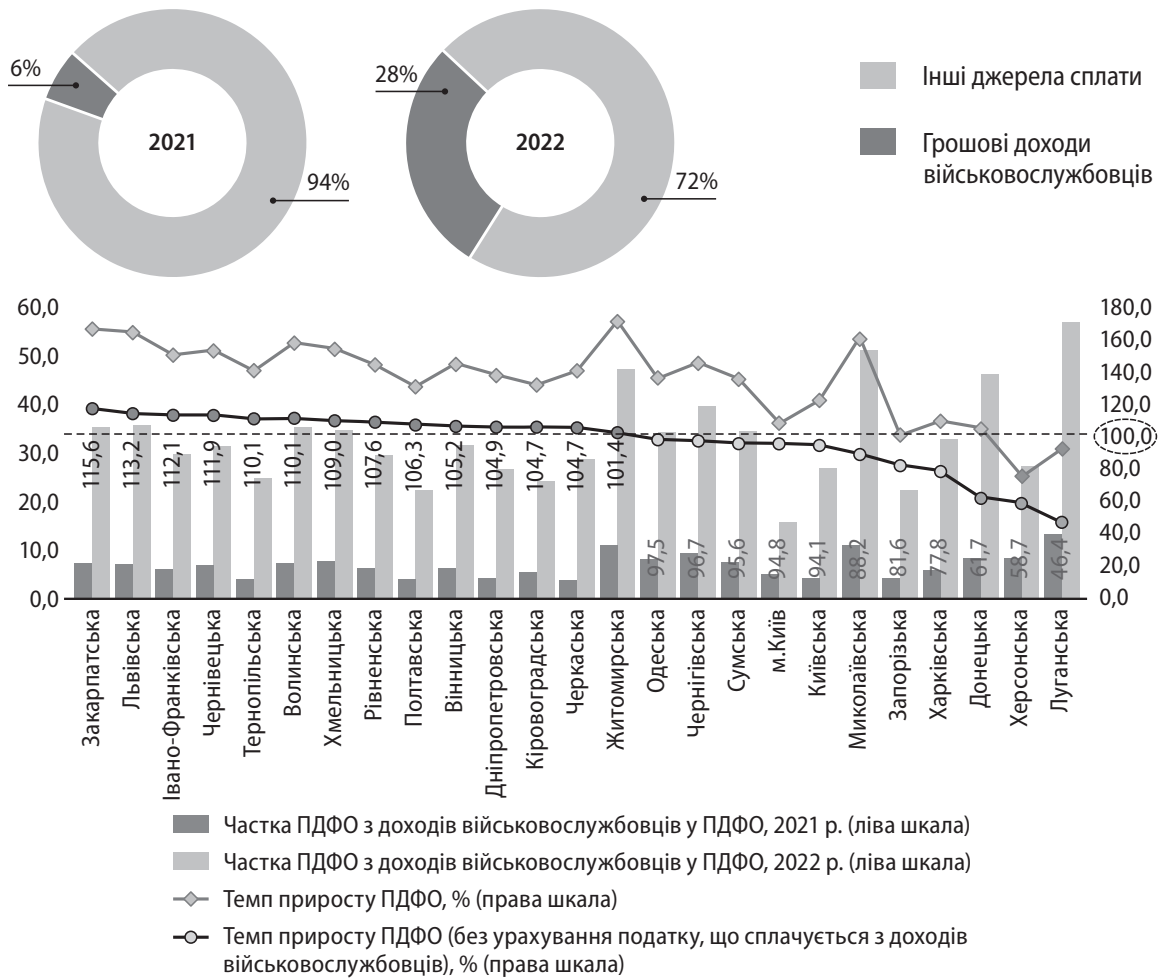 6%
2021
94%
28%
2022
72%
Інші джерела сплати
Грошові доходи
військовослужбовців
60,0
50,0
40,0
30,0
20,0
10,0
0,0
180,0
160,0
140,0
120,0
100,0
80,0
60,0
40,0
20,0
0,0
115,6
113,2
112,1
111,9
110,1
110,1
109,0
107,6
106,3
105,2
104,9
104,7
104,7
101,4
97,5
96,7
95,6
94,8
94,1
88,2
81,6
77,8
61,7
58,7
46,4
Закарпатська
Львівська
Івано-Франківська
Чернівецька
Тернопільська
Волинська
Хмельницька
Рівненська
Полтавська
Вінницька
Дніпропетровська
Кіровоградська
Черкаська
Житомирська
Одеська
Чернігівська
Сумська
м.Київ
Київська
Миколаївська
Запорізька
Харківська
Донецька
Херсонська
Луганська
Частка ПДФО з доходів військовослужбовців у ПДФО, 2021 р. (ліва шкала)
Частка ПДФО з доходів військовослужбовців у ПДФО, 2022 р. (ліва шкала)
Темп приросту ПДФО, % (права шкала)
Темп приросту ПДФО (без урахування податку, що сплачується з доходів
військовослужбовців), % (права шкала)